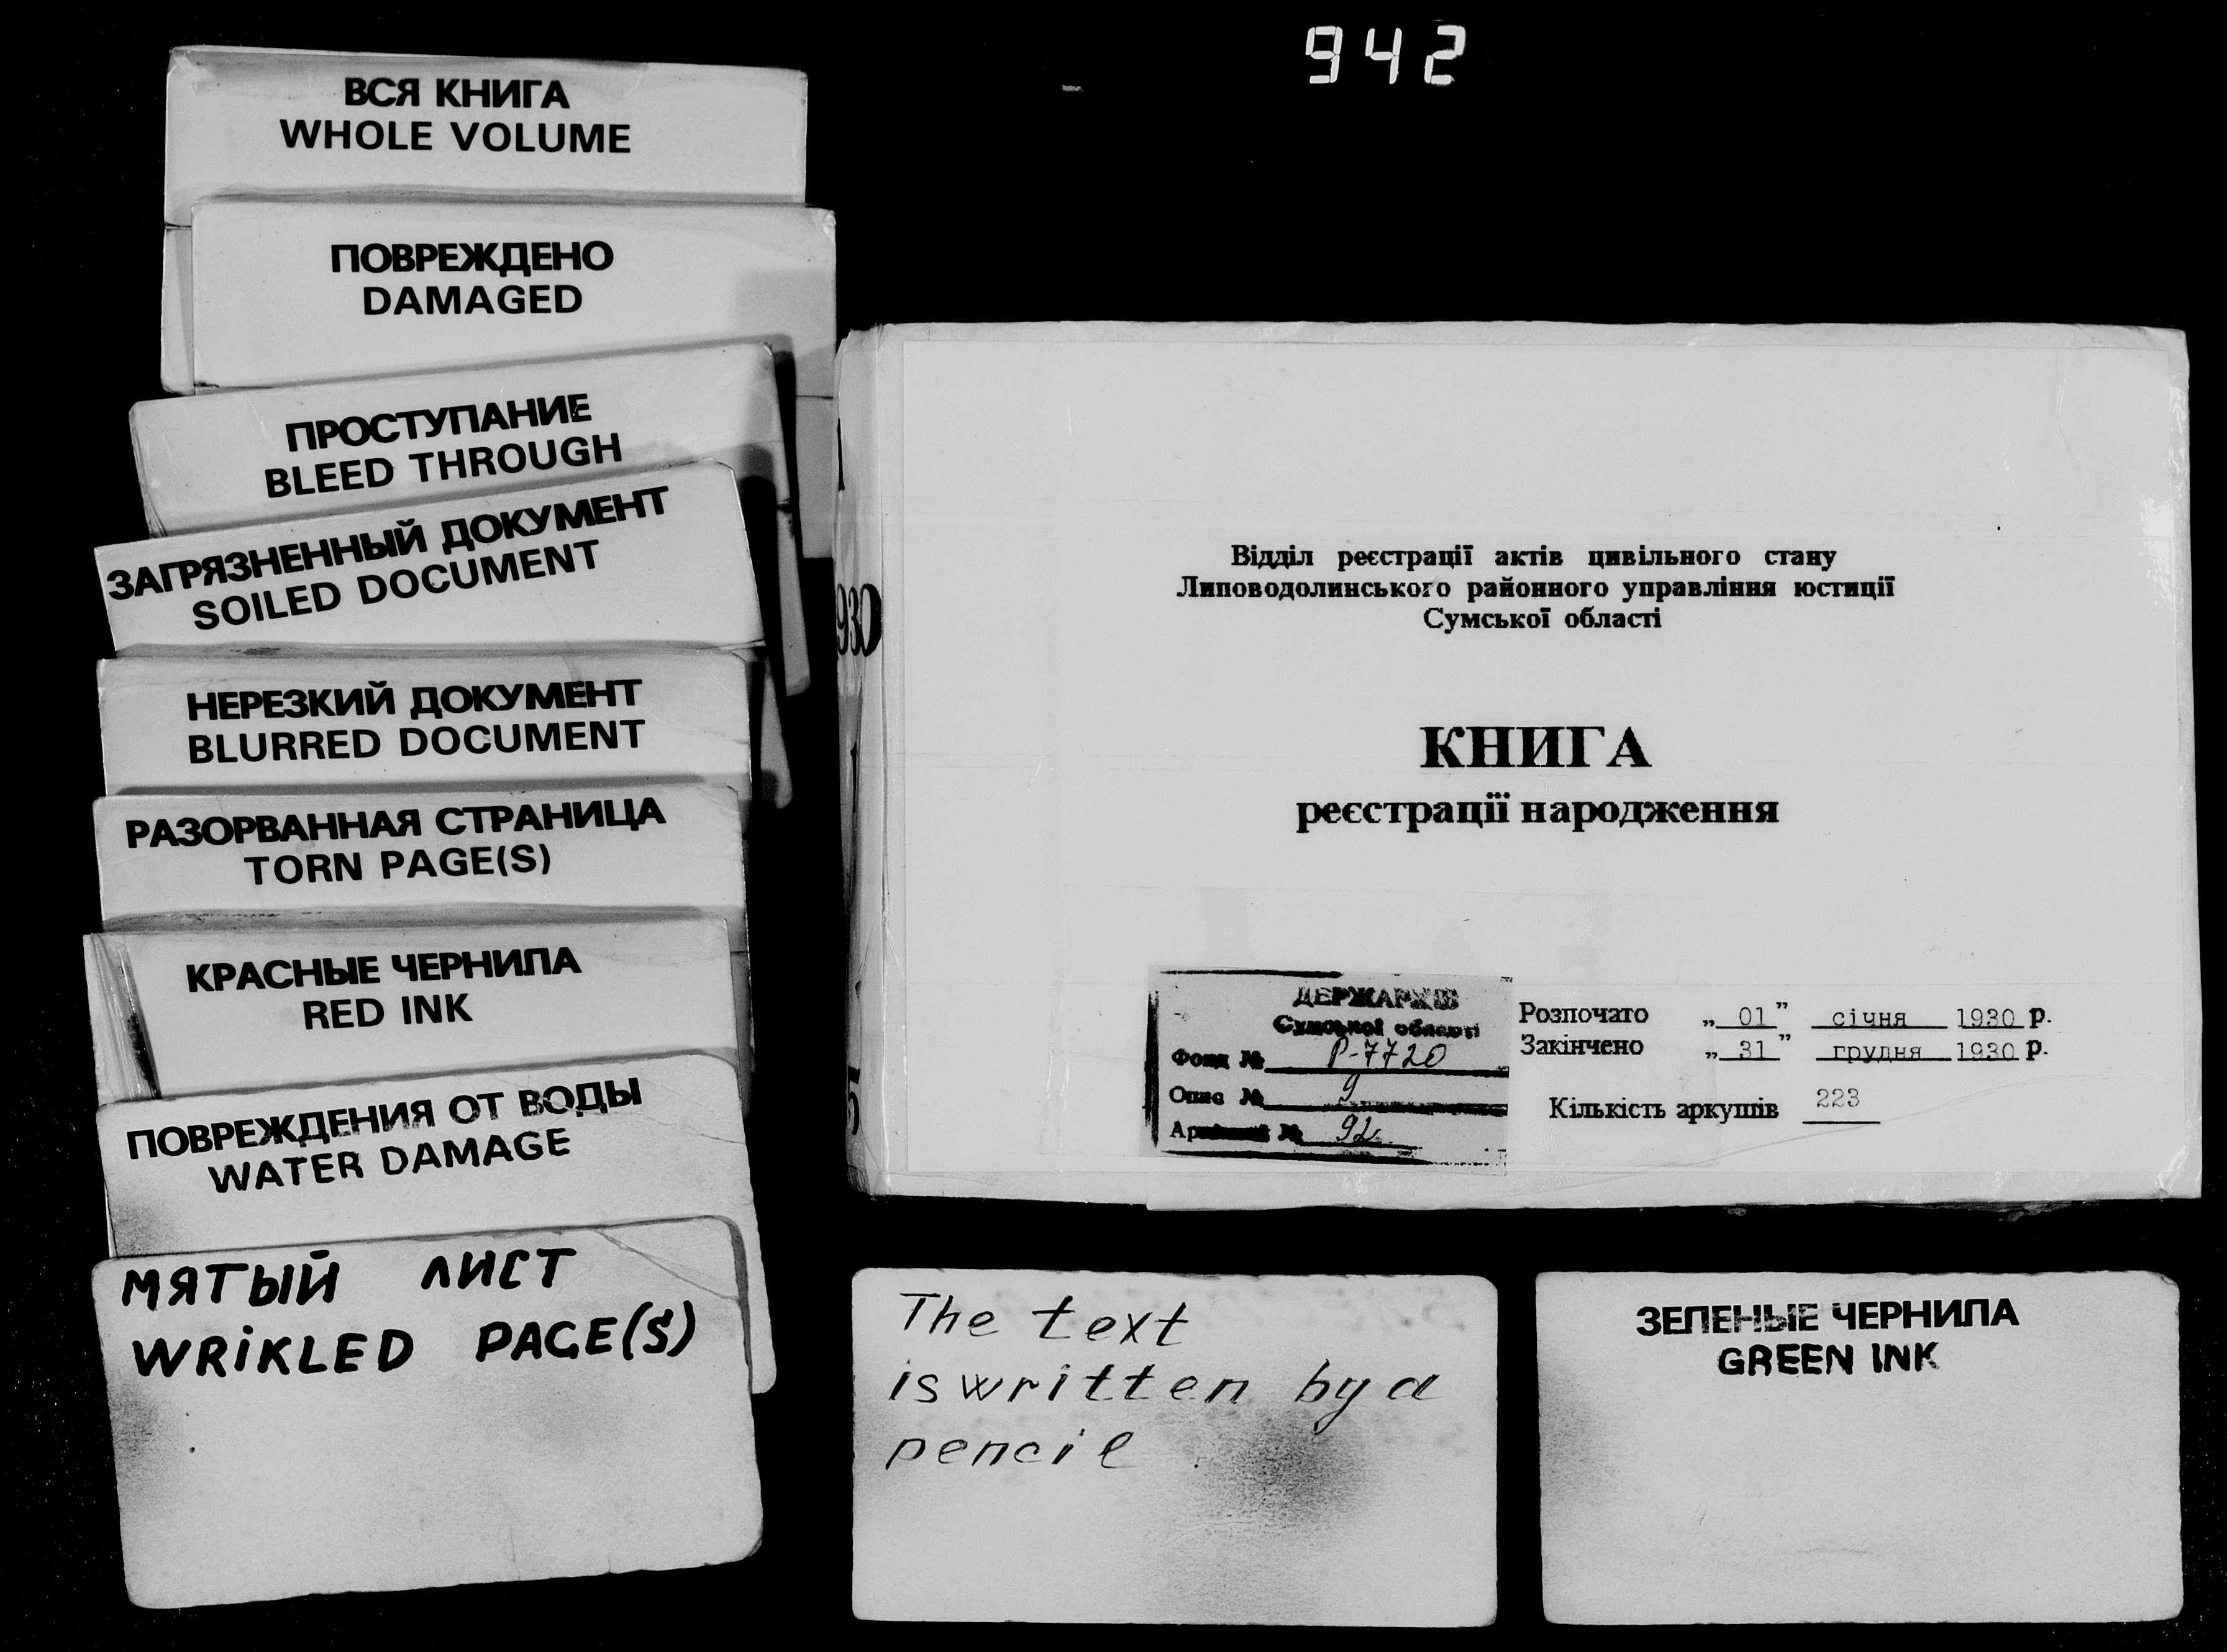 942
ВСЯ КНИГА
WHOLE VOLUME
ПОВРЕЖДЕНО
DAMAGED
ПРОСТУПАНИЕ
BLEED THROUGH
ЗАГРЯЗНЕННЫЙ ДОКУМЕНТ
SOILED DOCUMENT
НЕРЕЗКИЙ ДОКУМЕНТ
BLURRED DOCUMENT
РАЗОРВАННАЯ СТРАНИЦА
TORN PAGE(S)
КРАСНЫЕ ЧЕРНИЛА
RED INK
ПОВРЕЖДЕНИЯ ОТ ВОДЫ
WATER DAMAGE
МЯТЫЙ ЛИСТ
WRIKLED PAGE(S)
930
Відділ реєстрації актів цивільного стану
Липоводолинського районного управління юстиції
Сумської області
КНИГА
реєстрації народження
ДЕРЖАРХІВ
Сумської області
Фонд № Р-7720
Опис № 9
№ 92
Розпочато „ 01 ” січня 1930 р.
Закінчено „ 31 ” грудня 1930 р.
Кількість аркушів 223
The text
is written by a
pencil
ЗЕЛЕНЫЕ ЧЕРНИЛА
GREEN INK